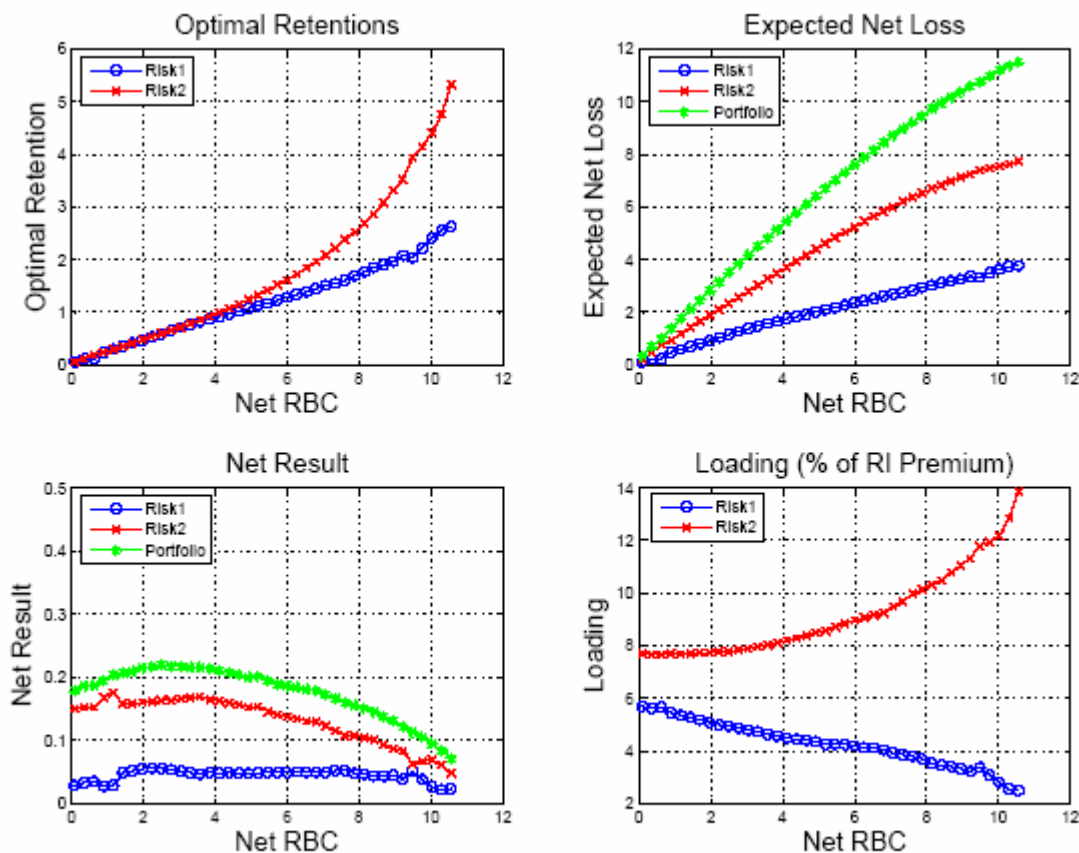 Optimal Retentions
Risk1
Risk2
Optimal Retention
6
5
4
3
2
1
0
0 2 4 6 8 10 12
Net RBC
Expected Net Loss
Risk1
Risk2
Portfolio
Expected Net Loss
12
10
8
6
4
2
0
0 2 4 6 8 10 12
Net RBC
Net Result
Risk1
Risk2
Portfolio
Net Result
0.5
0.4
0.3
0.2
0.1
0
0 2 4 6 8 10 12
Net RBC
Loading (% of RI Premium)
Risk1
Risk2
Loading
14
12
10
8
6
4
2
0 2 4 6 8 10 12
Net RBC